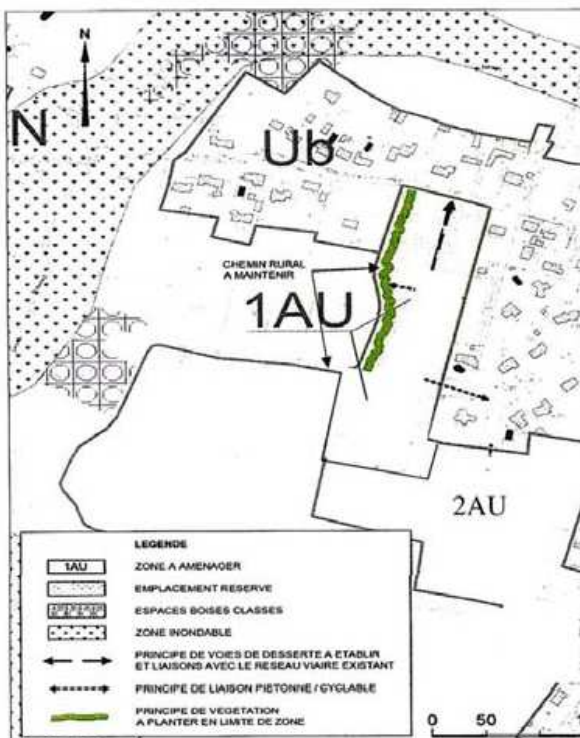 N
N
Ub
CHEMIN RURAL
A MAINTENIR
1AU
2AU
LEGENDE
1AU ZONE A AMENAGER
EMPLACEMENT RESERVE
ESPACES BOISES CLASSES
ZONE INONDABLE
PRINCIPE DE VOIES DE DESSERTE A ETABLIR
ET LIAISONS AVEC LE RESEAU VIAIRE EXISTANT
PRINCIPE DE LIAISON PIETONNE / CYCLABLE
PRINCIPE DE VEGETATION
A PLANTER EN LIMITE DE ZONE
0 50